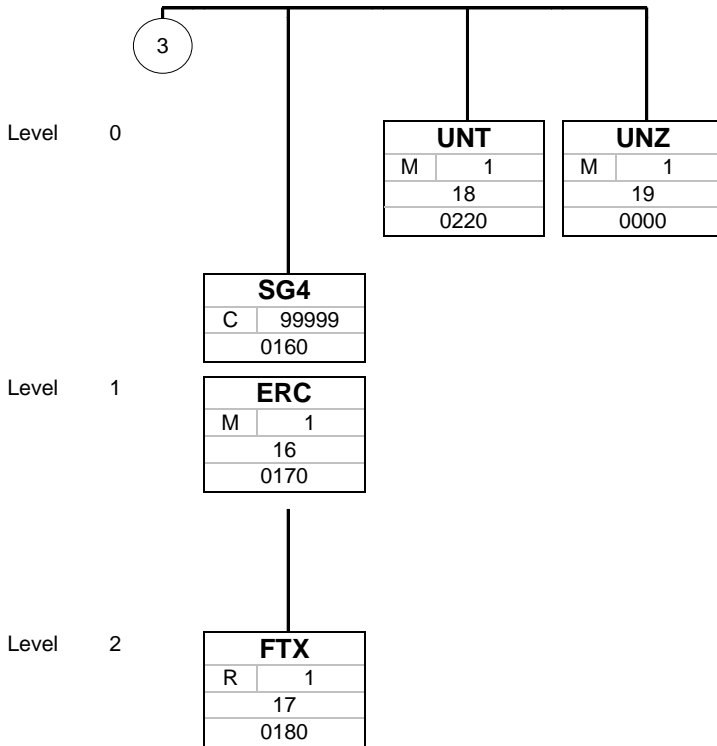 3
Level 0
UNT UNZ
M 1 M 1
18 19
0220 0000
SG4
C 99999
0160
Level 1
ERC
M 1
16
0170
Level 2
FTX
R 1
17
0180